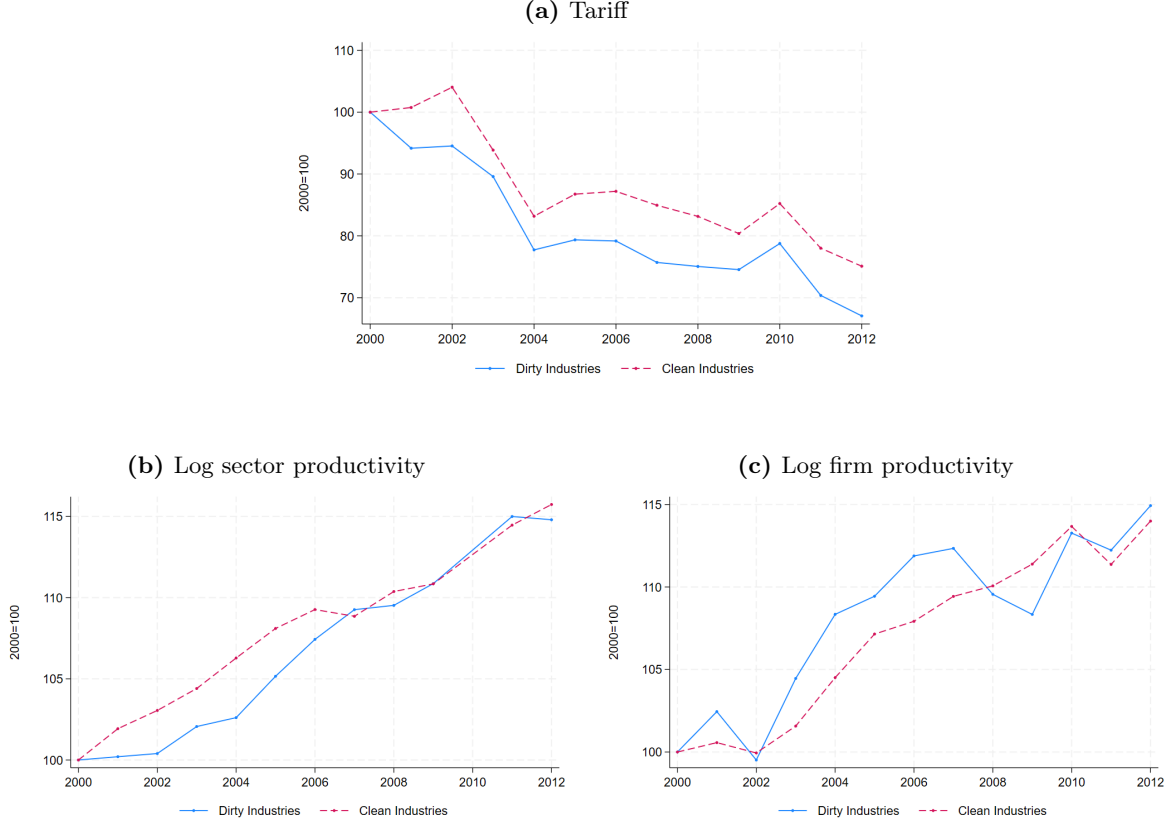 (a) Tariff
110
100
90
80
70
2000=100
2000 2002 2004 2006 2008 2010 2012
Dirty Industries Clean Industries
(b) Log sector productivity
115
110
105
100
2000=100
2000 2002 2004 2006 2008 2010 2012
Dirty Industries Clean Industries
(c) Log firm productivity
115
110
105
100
2000=100
2000 2002 2004 2006 2008 2010 2012
Dirty Industries Clean Industries